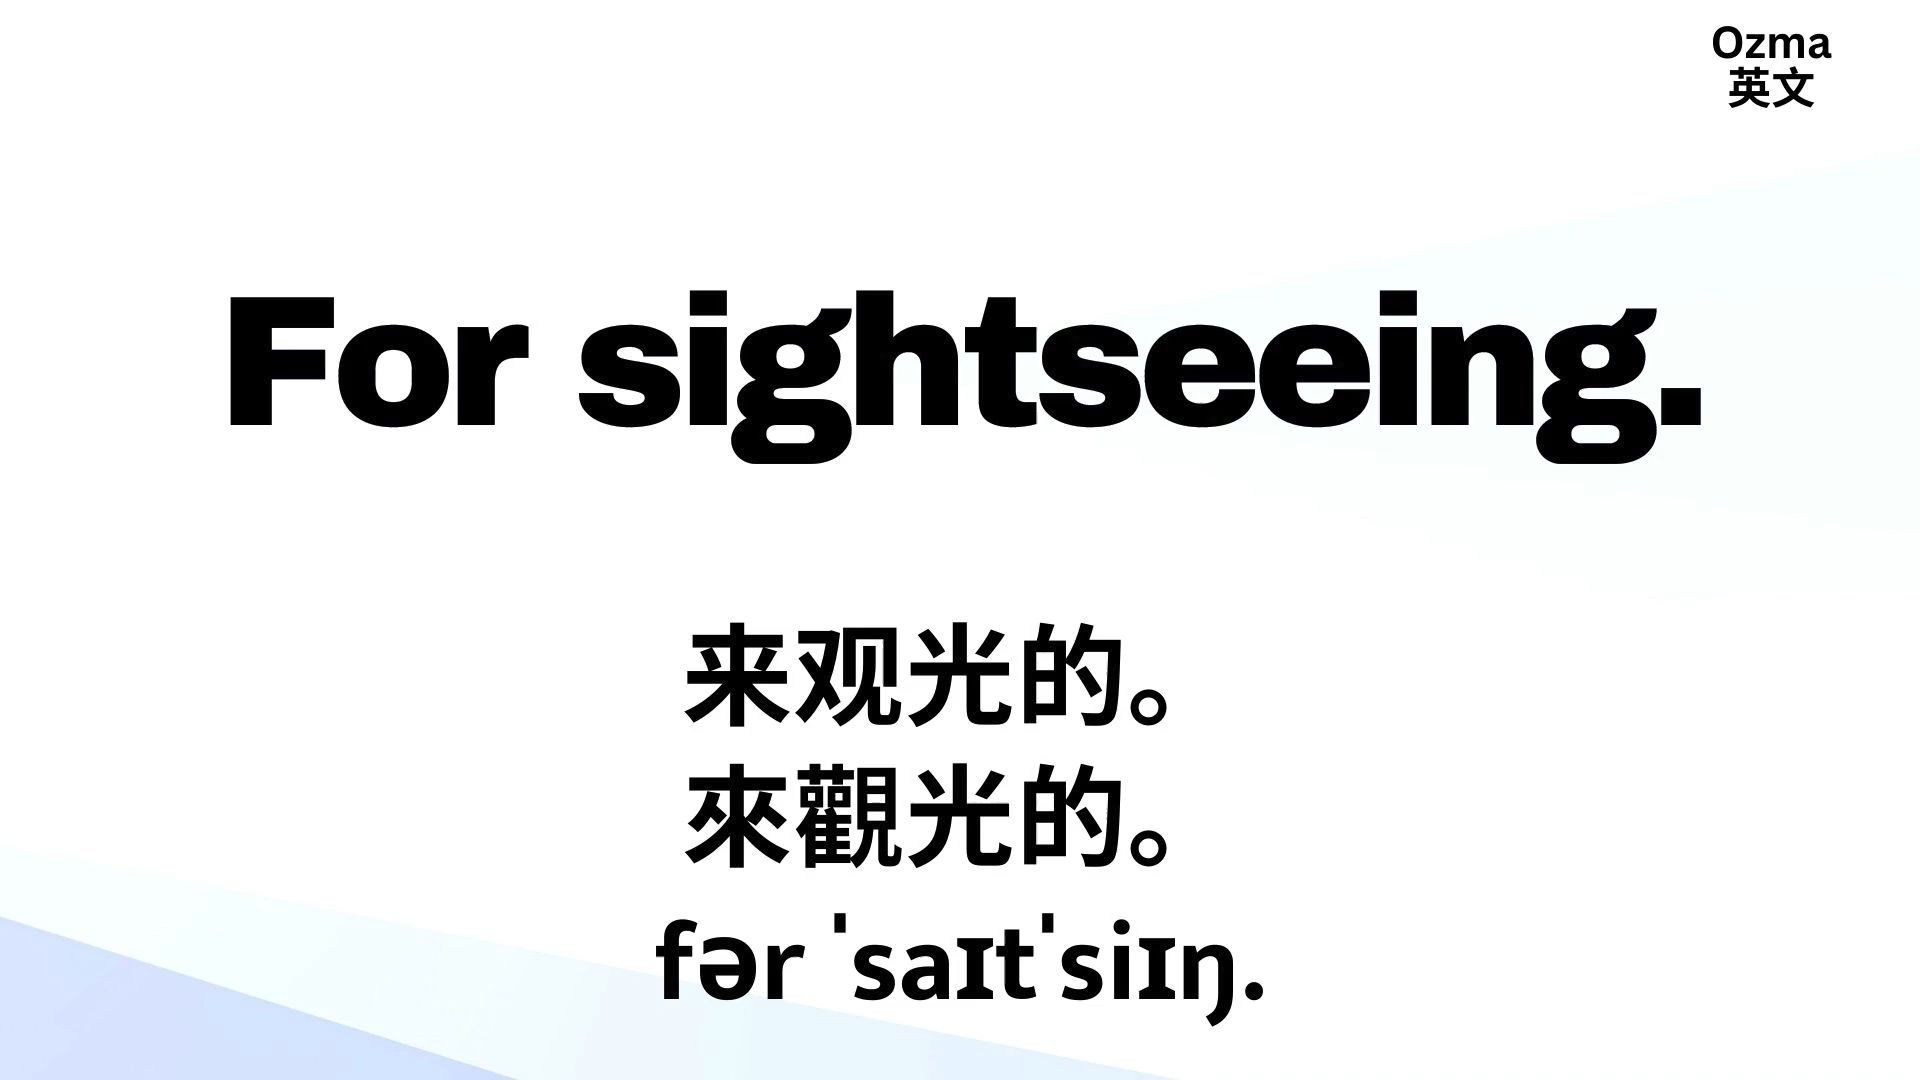 Ozma
英文
For sightseeing.
来观光的。
來觀光的。
fər ˈsaɪtˈsiɪŋ.